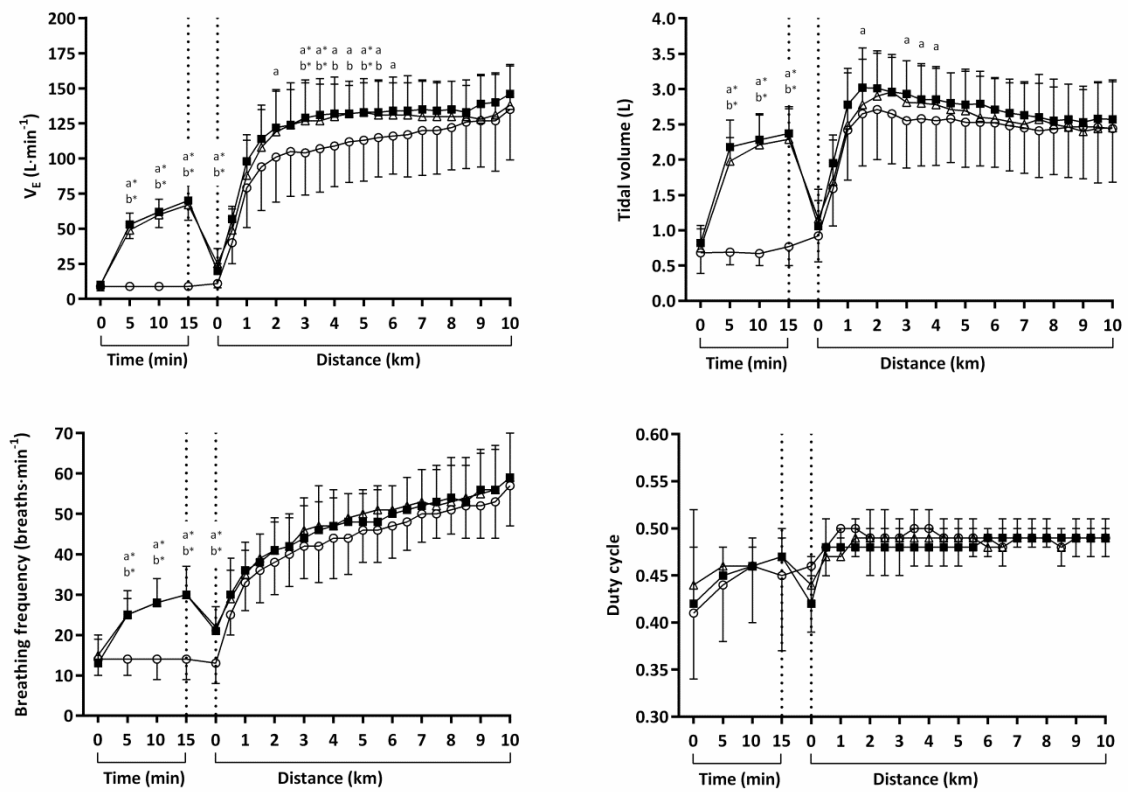 V_E (L·min⁻¹)
200
175
150
125
100
75
50
25
0
a* a* a a a* a
a b* b* b b b* b a
a* a*
b* b*
a* a*
b* b*
0 5 10 15 0 1 2 3 4 5 6 7 8 9 10
Time (min) Distance (km)
Tidal volume (L)
4.0
3.5
3.0
2.5
2.0
1.5
1.0
0.5
0.0
a a a a
a* a* a*
b* b* b*
0 5 10 15 0 1 2 3 4 5 6 7 8 9 10
Time (min) Distance (km)
Breathing frequency (breaths·min⁻¹)
70
60
50
40
30
20
10
0
a* a* a* a*
b* b* b* b*
0 5 10 15 0 1 2 3 4 5 6 7 8 9 10
Time (min) Distance (km)
Duty cycle
0.60
0.55
0.50
0.45
0.40
0.35
0.30
0 5 10 15 0 1 2 3 4 5 6 7 8 9 10
Time (min) Distance (km)